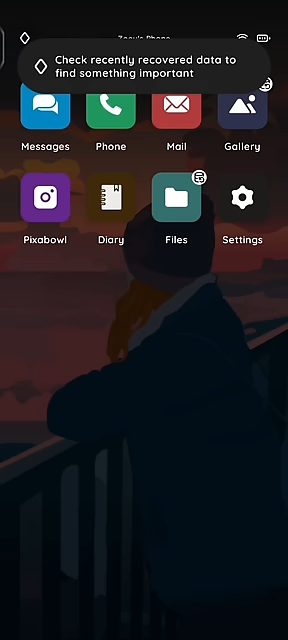 Zoey's Phone
Check recently recovered data to
find something important
Messages
Phone
Mail
Gallery
Pixabowl
Diary
Files
Settings